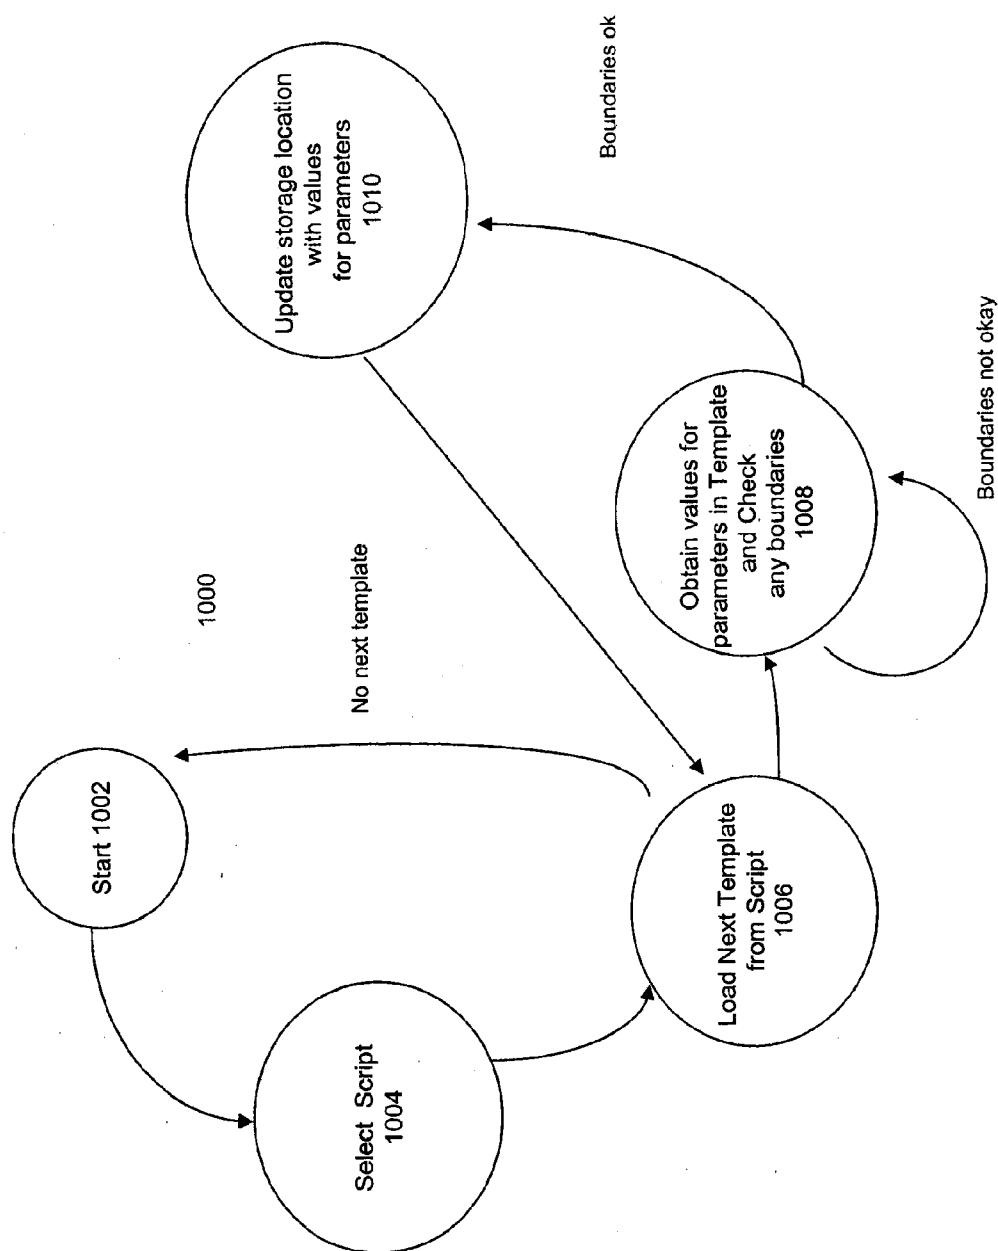 Start 1002
1000
Update storage location
with values
for parameters
1010
No next template
Select  Script
1004
Boundaries ok
Load Next Template
from Script
1006
Obtain values for
parameters in Template
and Check
any boundaries
1008
Boundaries not okay